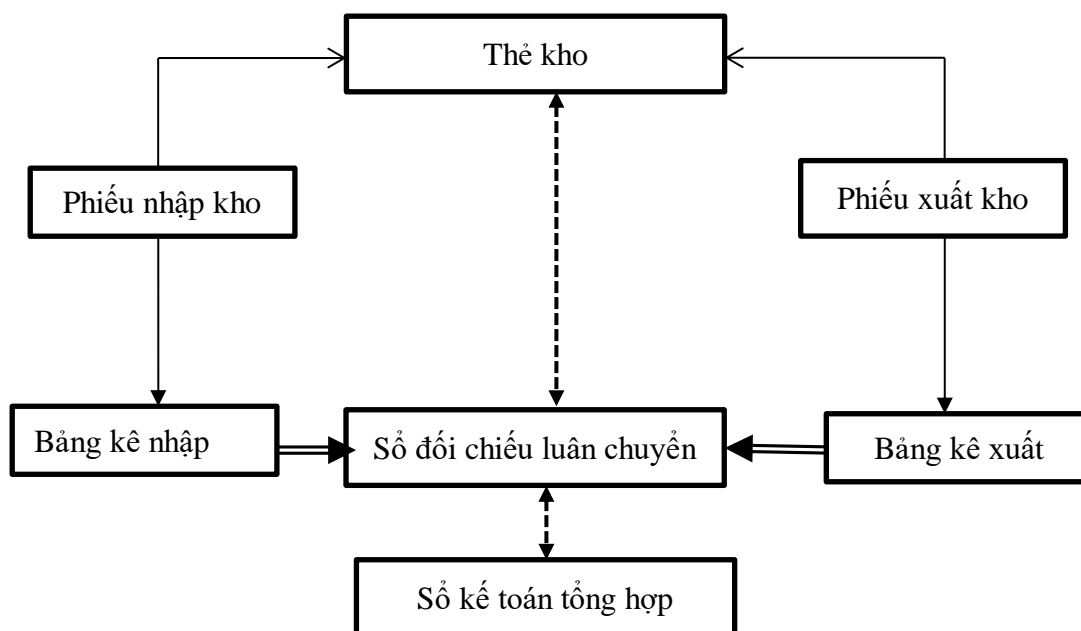 Thẻ kho
Phiếu nhập kho
Phiếu xuất kho
Bảng kê nhập
Sổ đối chiếu luân chuyển
Bảng kê xuất
Sổ kế toán tổng hợp